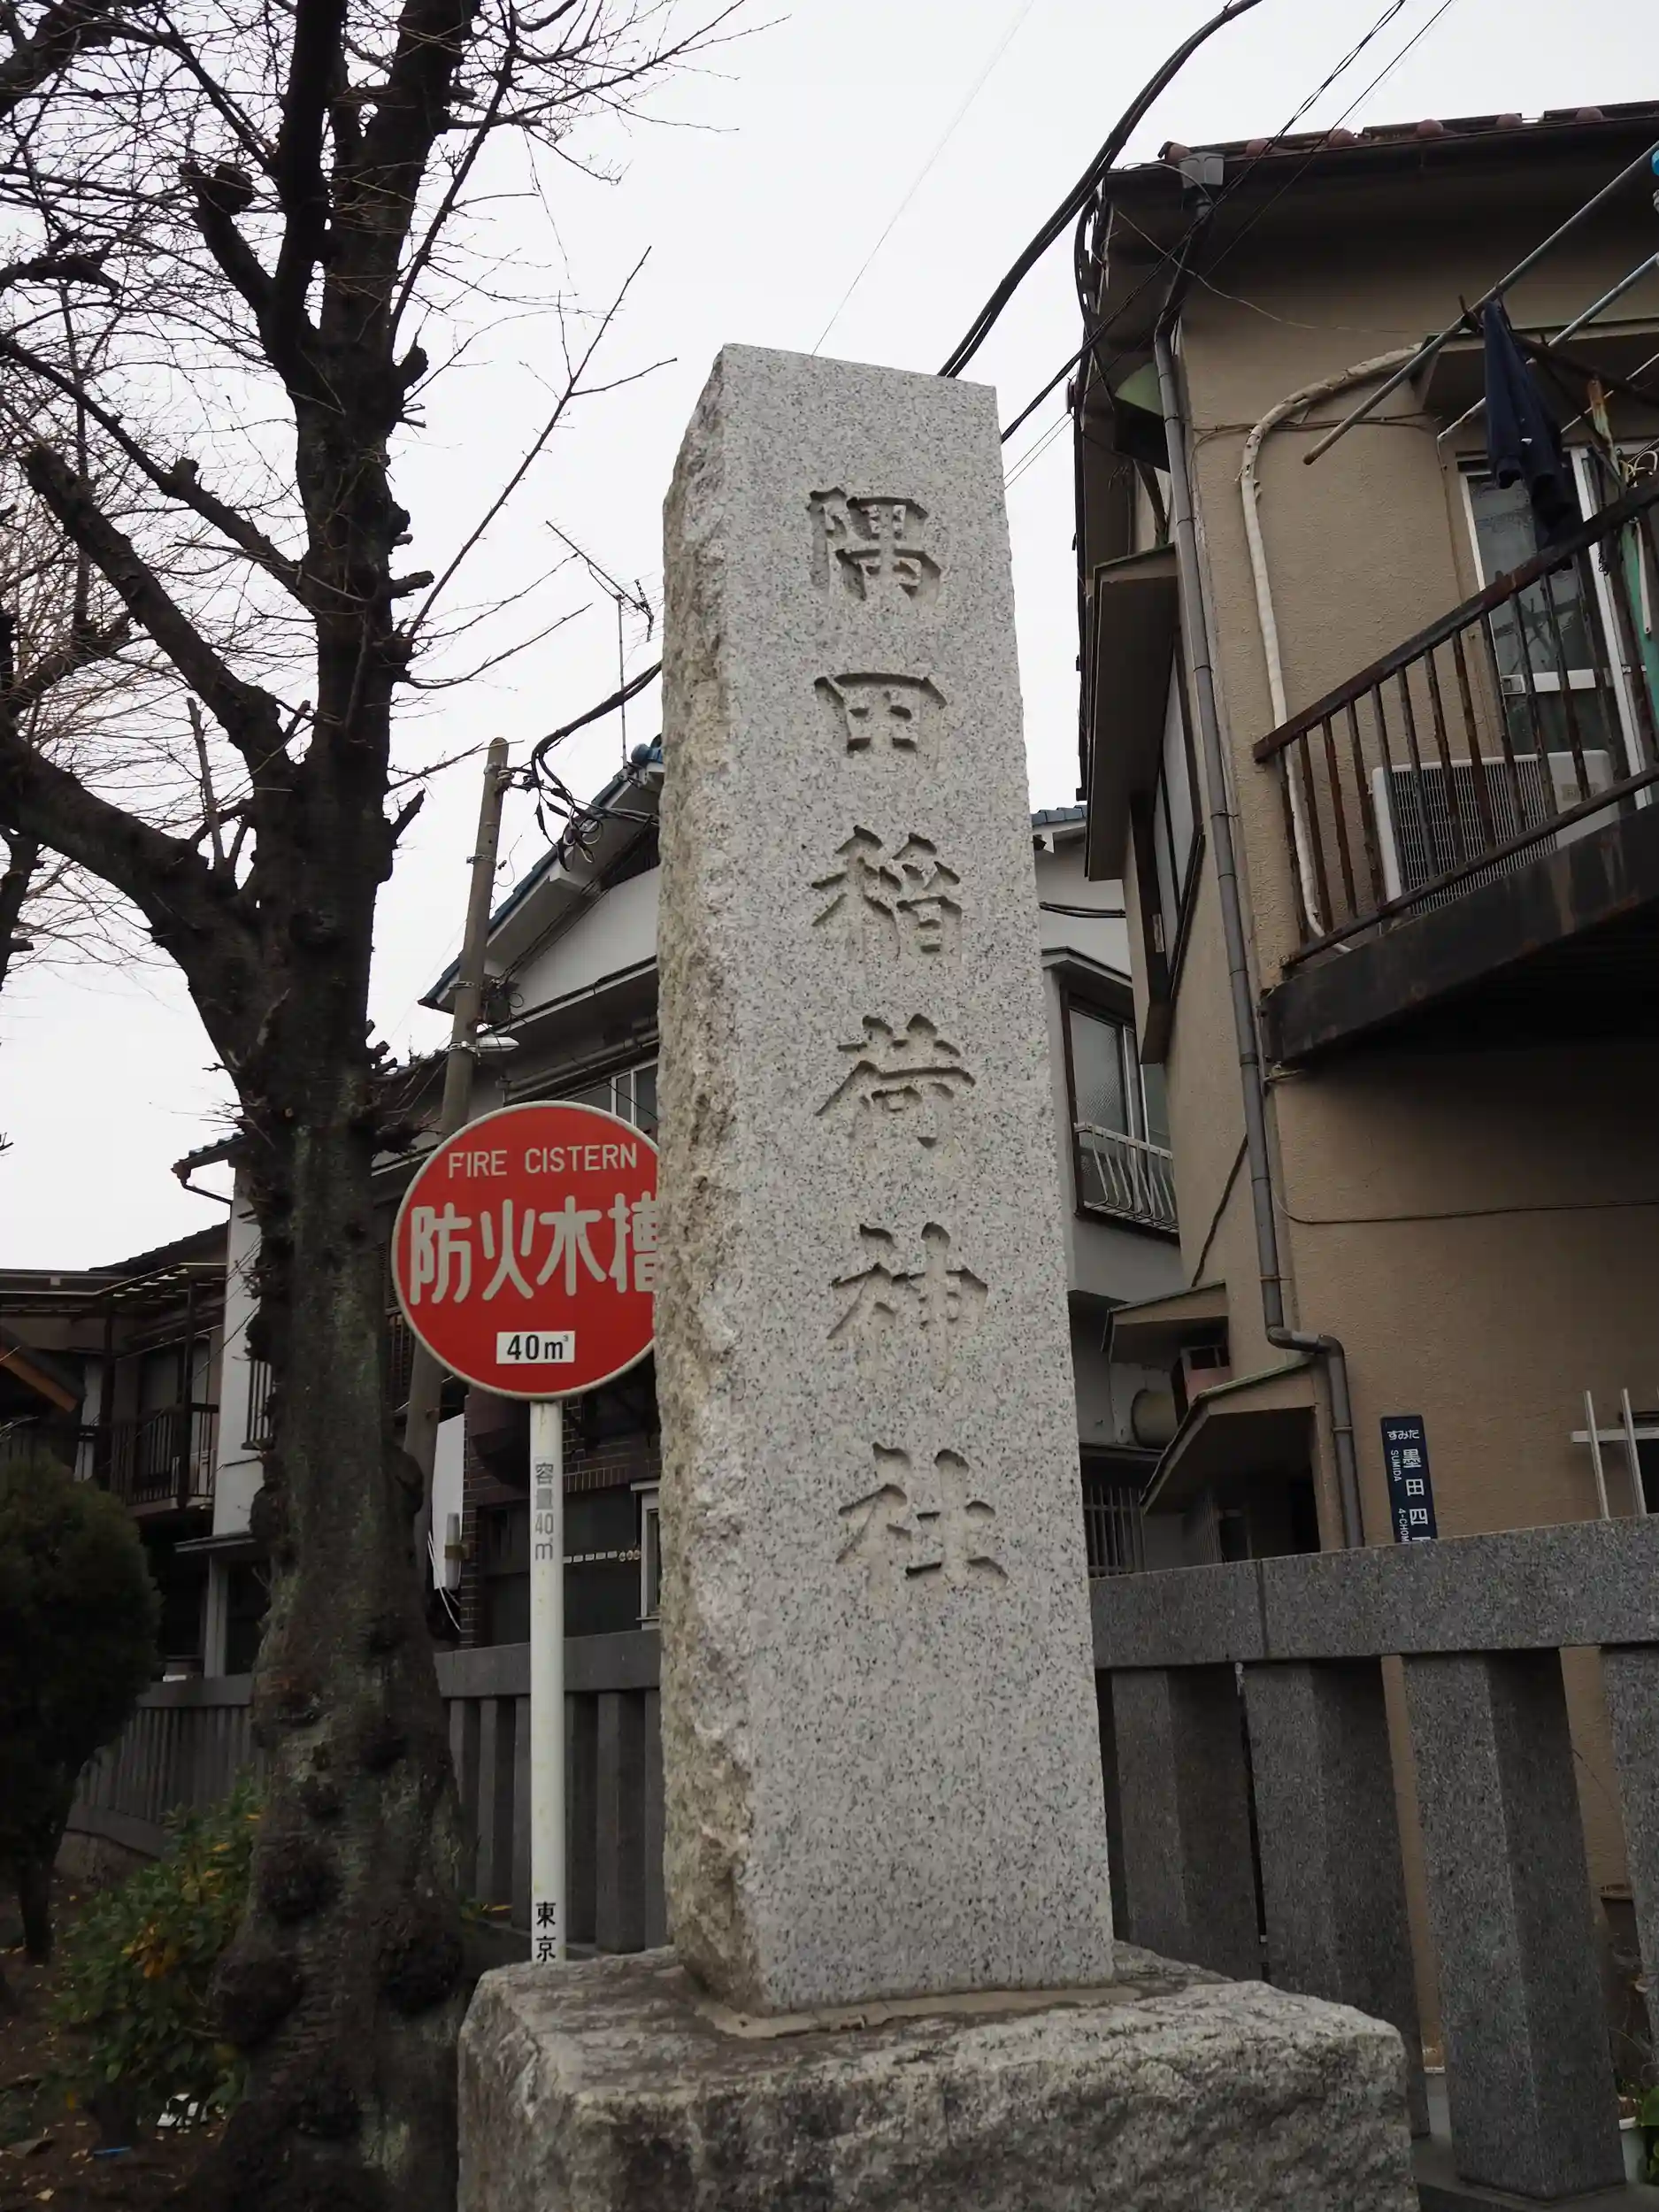 隅田稲荷神社
FIRE CISTERN
防火水槽
40m³
容量40m³
東京
すみだ
SUMIDA
墨田四
4-CHO